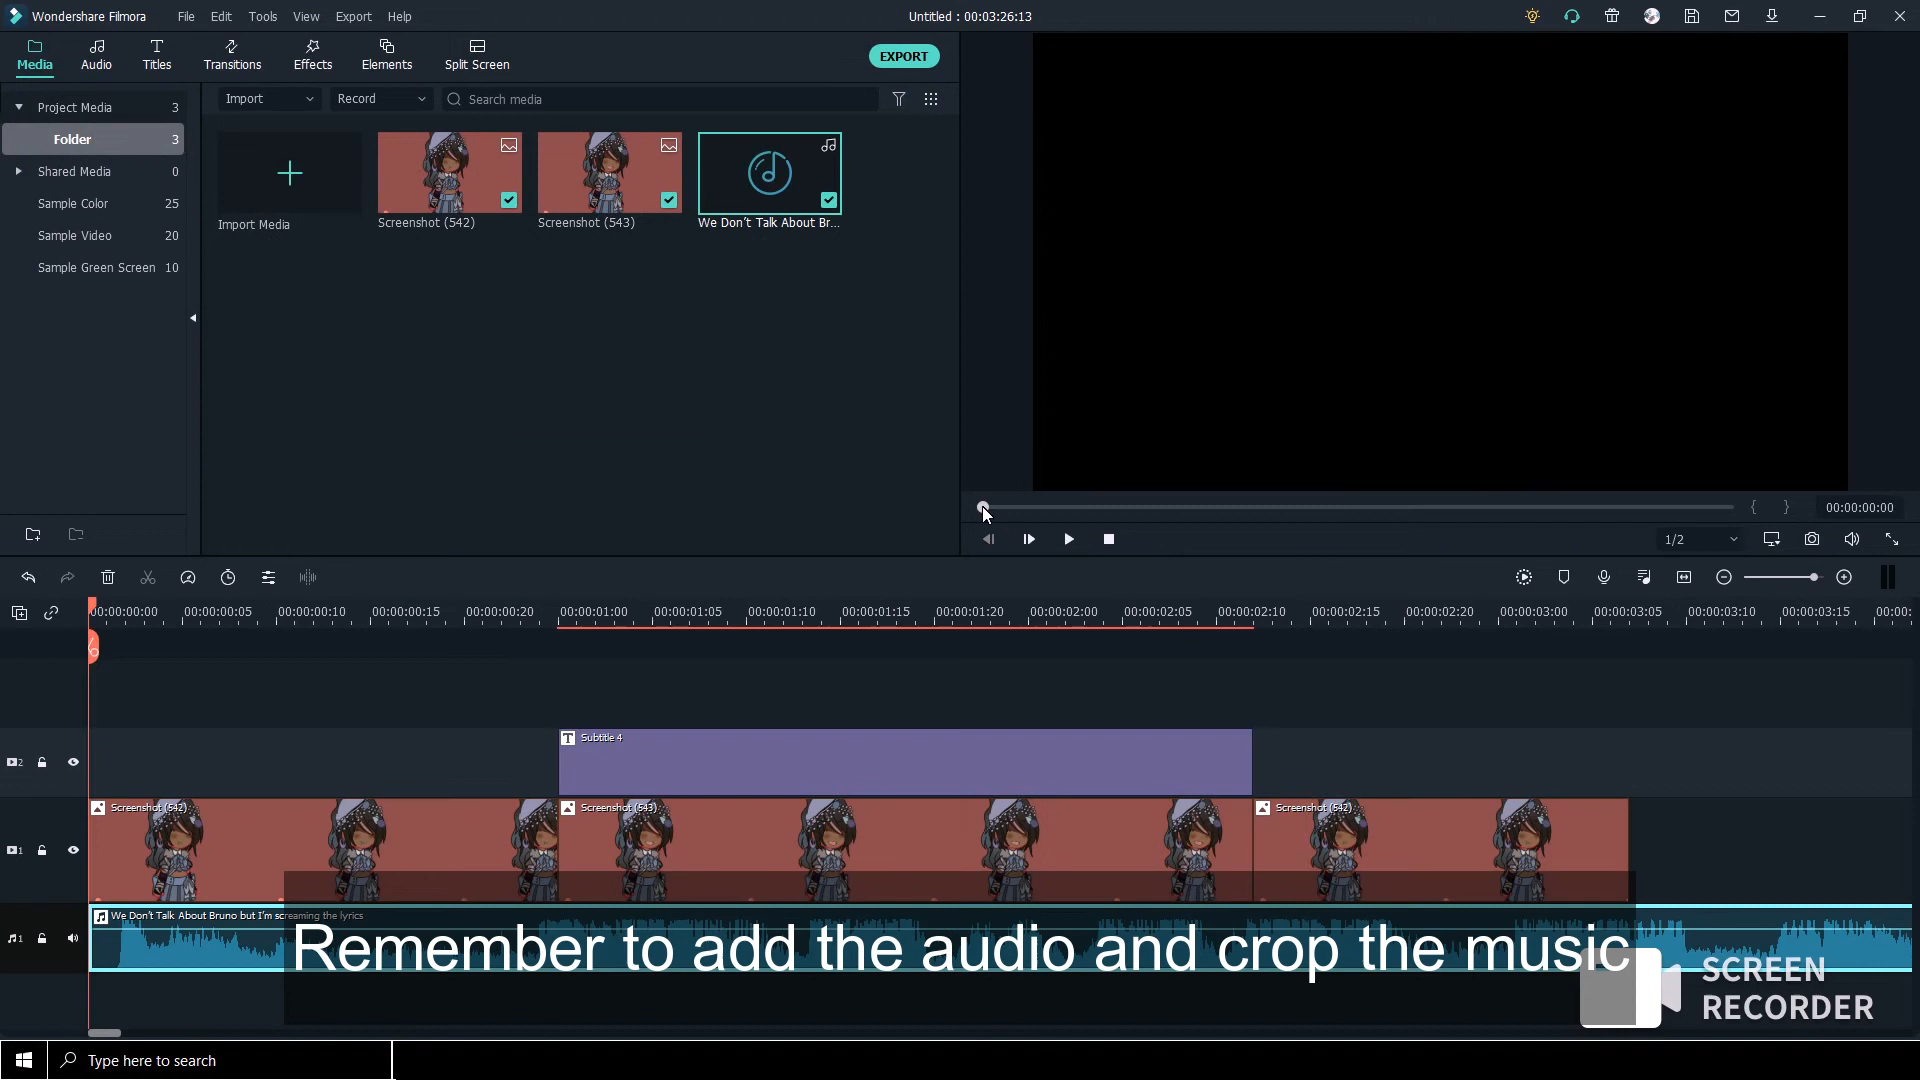 Wondershare Filmora
File Edit Tools View Export Help
Untitled : 00:03:26:13
Media Audio Titles Transitions Effects Elements Split Screen
EXPORT
Project Media 3
Folder 3
Shared Media 0
Sample Color 25
Sample Video 20
Sample Green Screen 10
Import Record Search media
Import Media
Screenshot (542)
Screenshot (543)
We Don't Talk About Br...
00:00:00:00
1/2
00:00:00:00 00:00:00:05 00:00:00:10 00:00:00:15 00:00:00:20 00:00:01:00 00:00:01:05 00:00:01:10 00:00:01:15 00:00:01:20 00:00:02:00 00:00:02:05 00:00:02:10 00:00:02:15 00:00:02:20 00:00:03:00 00:00:03:05 00:00:03:10 00:00:03:15 00:00:
2
Subtitle 4
1
Screenshot (542)
Screenshot (543)
Screenshot (542)
1
We Don't Talk About Bruno but I'm screaming the lyrics
Remember to add the audio and crop the music
SCREEN
RECORDER
Type here to search